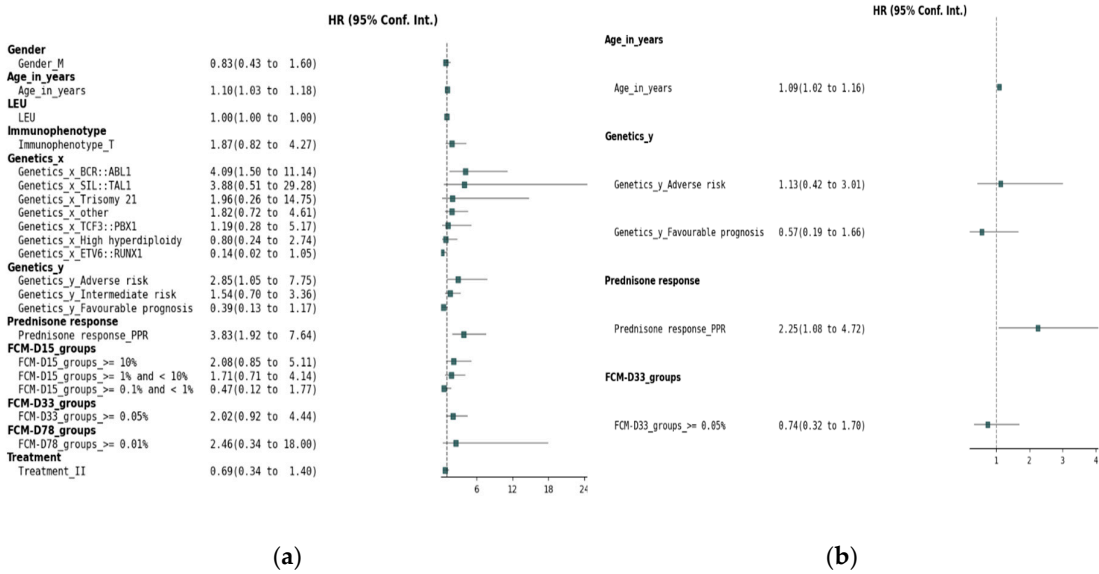 HR (95% Conf. Int.)
Gender
Gender_M 0.83(0.43 to 1.60)
Age_in_years
Age_in_years 1.10(1.03 to 1.18)
LEU
LEU 1.00(1.00 to 1.00)
Immunophenotype
Immunophenotype_T 1.87(0.82 to 4.27)
Genetics_x
Genetics_x_BCR::ABL1 4.09(1.50 to 11.14)
Genetics_x_SIL::TAL1 3.88(0.51 to 29.28)
Genetics_x_Trisomy 21 1.96(0.26 to 14.75)
Genetics_x_other 1.82(0.72 to 4.61)
Genetics_x_TCF3::PBX1 1.19(0.28 to 5.17)
Genetics_x_High hyperdiploidy 0.80(0.24 to 2.74)
Genetics_x_ETV6::RUNX1 0.14(0.02 to 1.05)
Genetics_y
Genetics_y_Adverse risk 2.85(1.05 to 7.75)
Genetics_y_Intermediate risk 1.54(0.70 to 3.36)
Genetics_y_Favourable prognosis 0.39(0.13 to 1.17)
Prednisone response
Prednisone response_PPR 3.83(1.92 to 7.64)
FCM-D15_groups
FCM-D15_groups_>= 10% 2.08(0.85 to 5.11)
FCM-D15_groups_>= 1% and < 10% 1.71(0.71 to 4.14)
FCM-D15_groups_>= 0.1% and < 1% 0.47(0.12 to 1.77)
FCM-D33_groups
FCM-D33_groups_>= 0.05% 2.02(0.92 to 4.44)
FCM-D78_groups
FCM-D78_groups_>= 0.01% 2.46(0.34 to 18.00)
Treatment
Treatment_II 0.69(0.34 to 1.40)
6 12 18 24
(a)
HR (95% Conf. Int.)
Age_in_years
Age_in_years 1.09(1.02 to 1.16)
Genetics_y
Genetics_y_Adverse risk 1.13(0.42 to 3.01)
Genetics_y_Favourable prognosis 0.57(0.19 to 1.66)
Prednisone response
Prednisone response_PPR 2.25(1.08 to 4.72)
FCM-D33_groups
FCM-D33_groups_>= 0.05% 0.74(0.32 to 1.70)
1 2 3 4
(b)